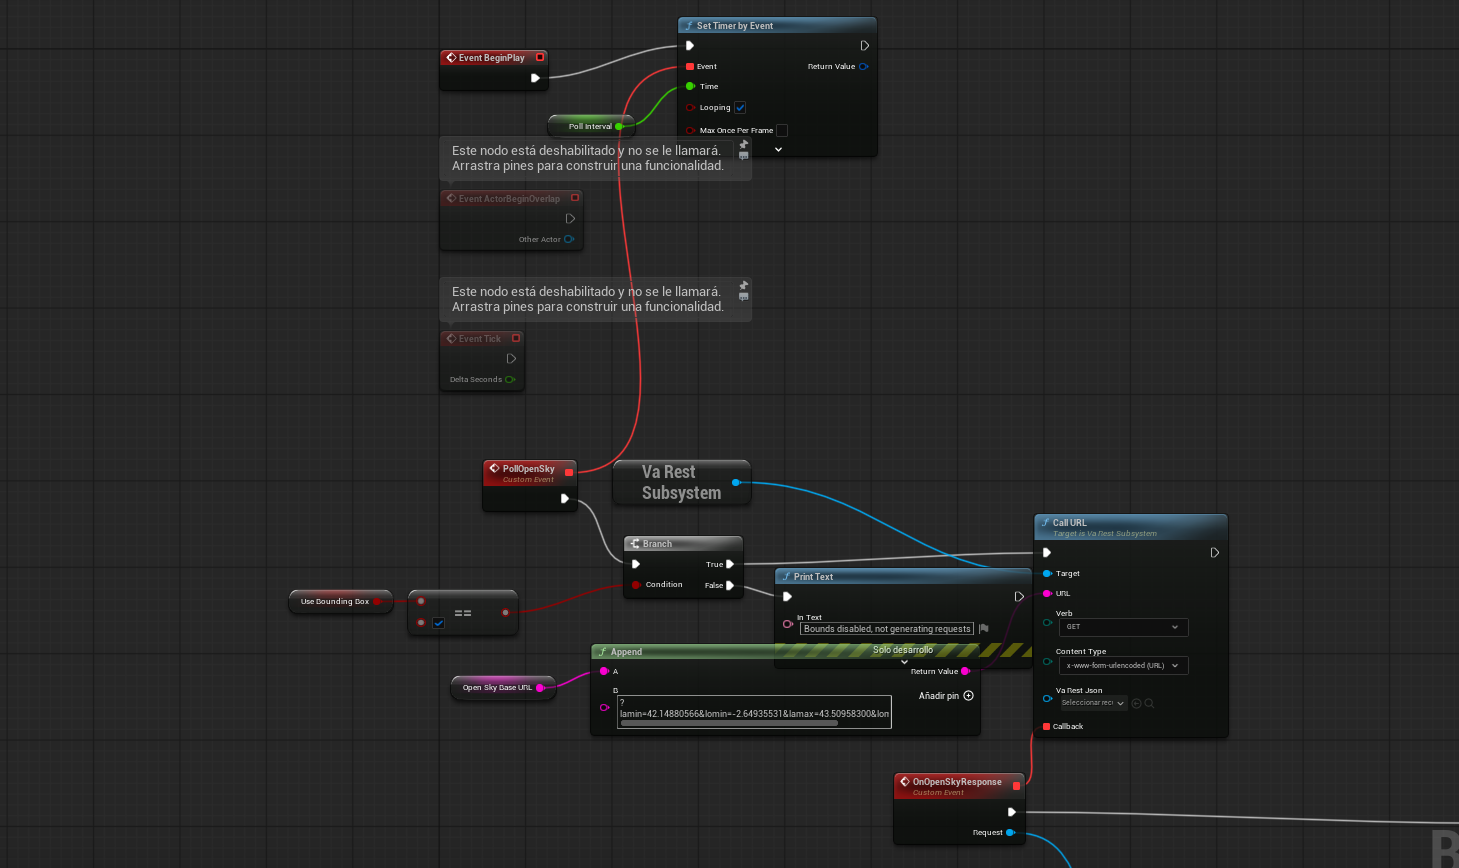 Set Timer by Event
Event BeginPlay
Event
Return Value
Time
Looping
Poll Interval
Max Once Per Frame
Este nodo está deshabilitado y no se le llamará.
Arrastra pines para construir una funcionalidad.
Event ActorBeginOverlap
Other Actor
Este nodo está deshabilitado y no se le llamará.
Arrastra pines para construir una funcionalidad.
Event Tick
Delta Seconds
PollOpenSky
Custom Event
Va Rest
Subsystem
Call URL
Target is Va Rest Subsystem
Branch
True
Condition
False
Print Text
Target
URL
Use Bounding Box
==
In Text
Bounds disabled, not generating requests
Verb
GET
Solo desarrollo
Append
Content Type
x-www-form-urlencoded (URL)
A
Return Value
Open Sky Base URL
B
Añadir pin
?
lamin=42.14880566&lomin=-2.64935531&lamax=43.50958300&lom
Va Rest Json
Seleccionar rec
Callback
OnOpenSkyResponse
Custom Event
Request
B